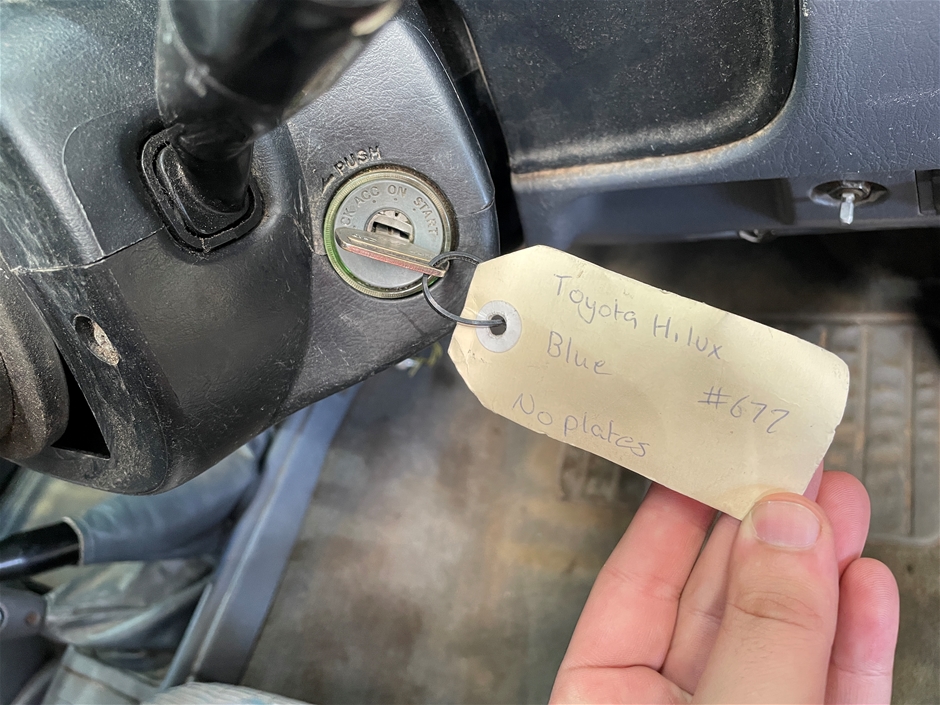 PUSH
ACC ON START
Toyota Hilux
Blue
#677
No plates